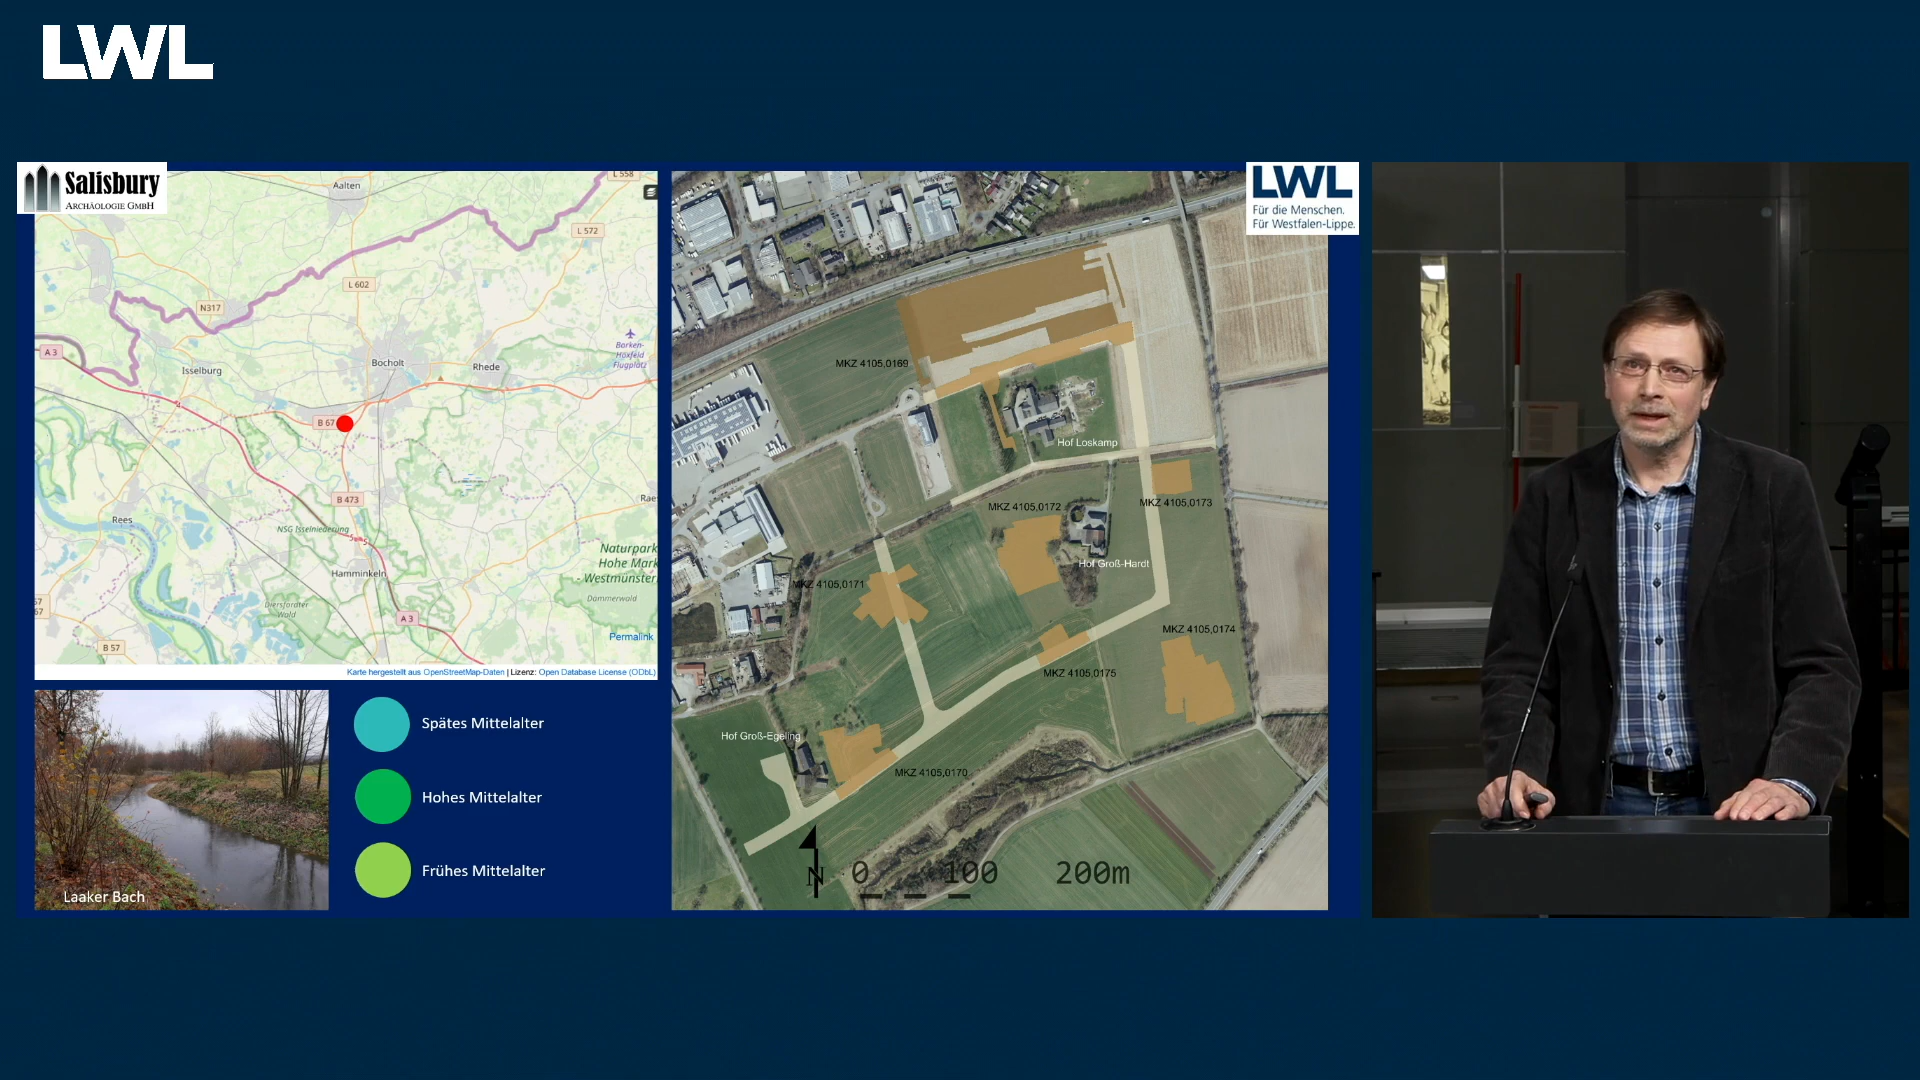 LWL
Salisbury
ARCHÄOLOGIE GMBH
LWL
Für die Menschen.
Für Westfalen-Lippe.
Aalten
L 558
L 572
L 602
N317
A 3
Bocholt
Isselburg
Rhede
Borken-
Hoxfeld
Flugplatz
B 67
B 473
Rees
NSG Isselniederung
Hamminkeln
Naturpark
Hohe Mark
Westmünster
Dämmerwald
Diersfordter
Wald
A 3
B 57
Permalink
Karte hergestellt aus OpenStreetMap-Daten | Lizenz: Open Database License (ODbL)
MKZ 4105,0169
Hof Loskamp
MKZ 4105,0172
MKZ 4105,0173
Hof Groß-Hardt
MKZ 4105,0171
MKZ 4105,0174
MKZ 4105,0175
Hof Groß-Egeling
MKZ 4105,0170
N
0 100 200m
Laaker Bach
Spätes Mittelalter
Hohes Mittelalter
Frühes Mittelalter